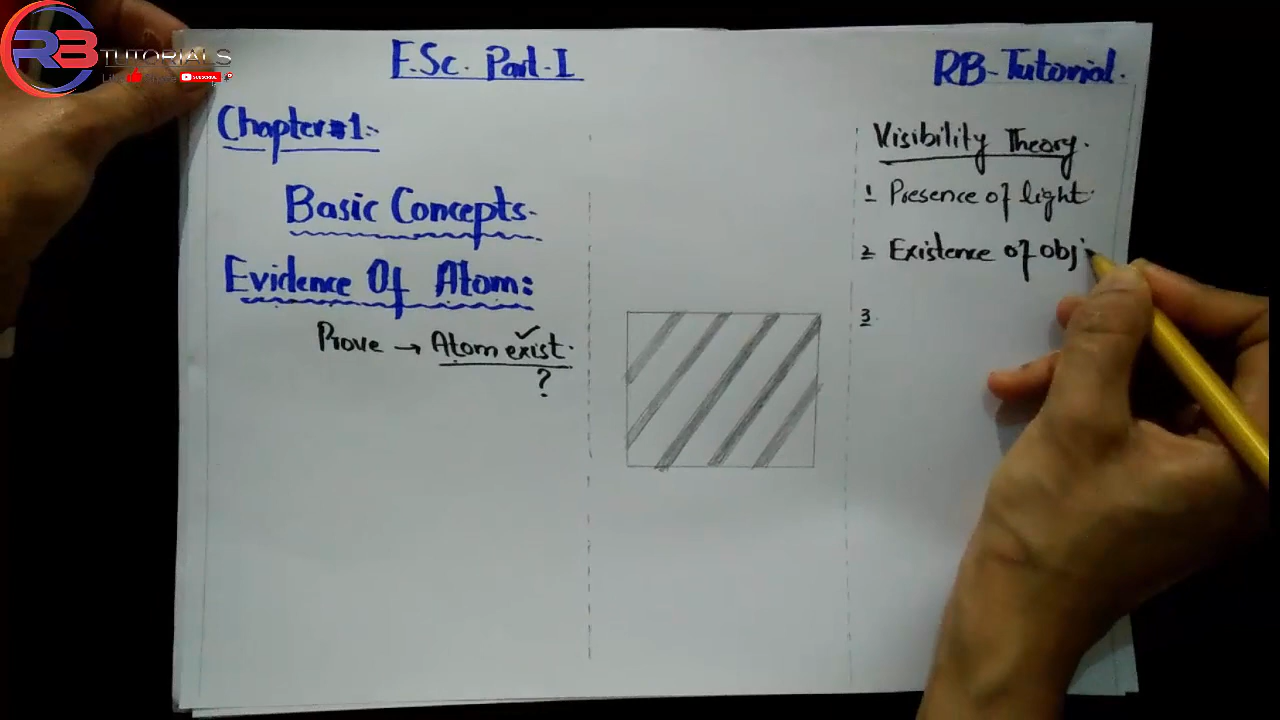 RB
TUTORIALS
F.Sc. Part-I
RB-Tutorial.
Chapter#1:-
Basic Concepts.
Evidence Of Atom:
Prove → Atom exist.
?
Visibility Theory.
1 Presence of light.
2 Existence of obj
3